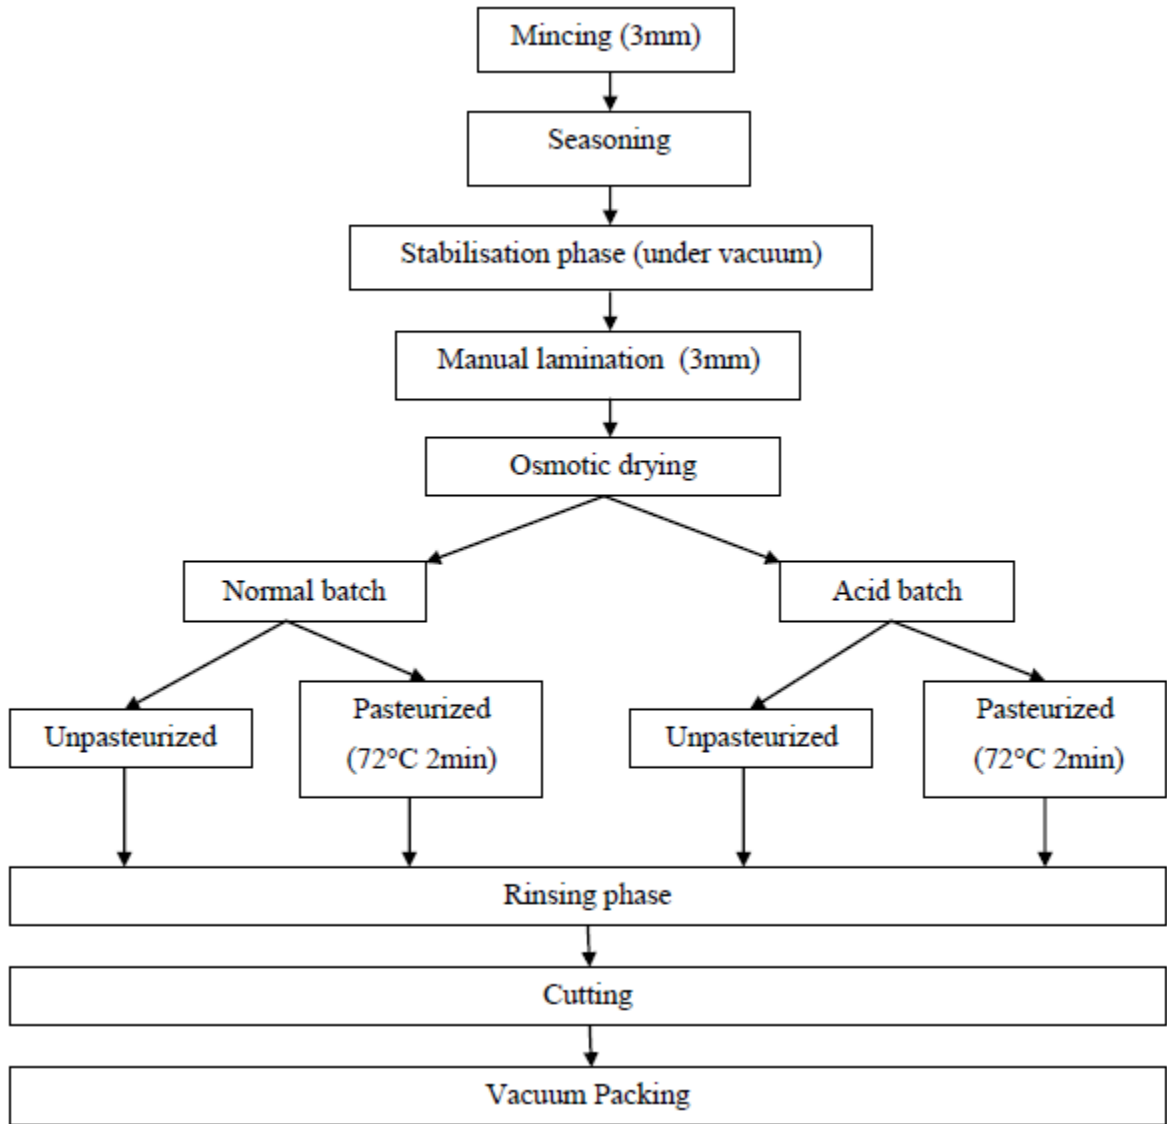 Mincing (3mm)
Seasoning
Stabilisation phase (under vacuum)
Manual lamination  (3mm)
Osmotic drying
Normal batch
Acid batch
Unpasteurized
Pasteurized
(72°C 2min)
Unpasteurized
Pasteurized
(72°C 2min)
Rinsing phase
Cutting
Vacuum Packing